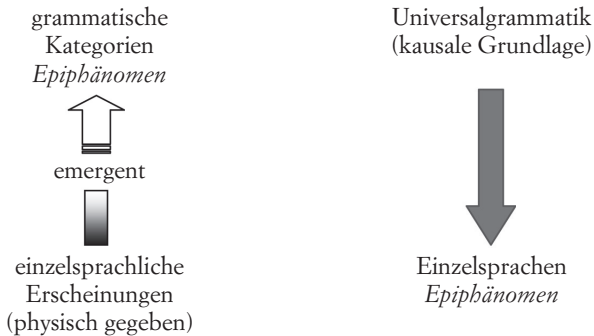 grammatische
Kategorien
Epiphänomen
emergent
einzelsprachliche
Erscheinungen
(physisch gegeben)
Universalgrammatik
(kausale Grundlage)
Einzelsprachen
Epiphänomen